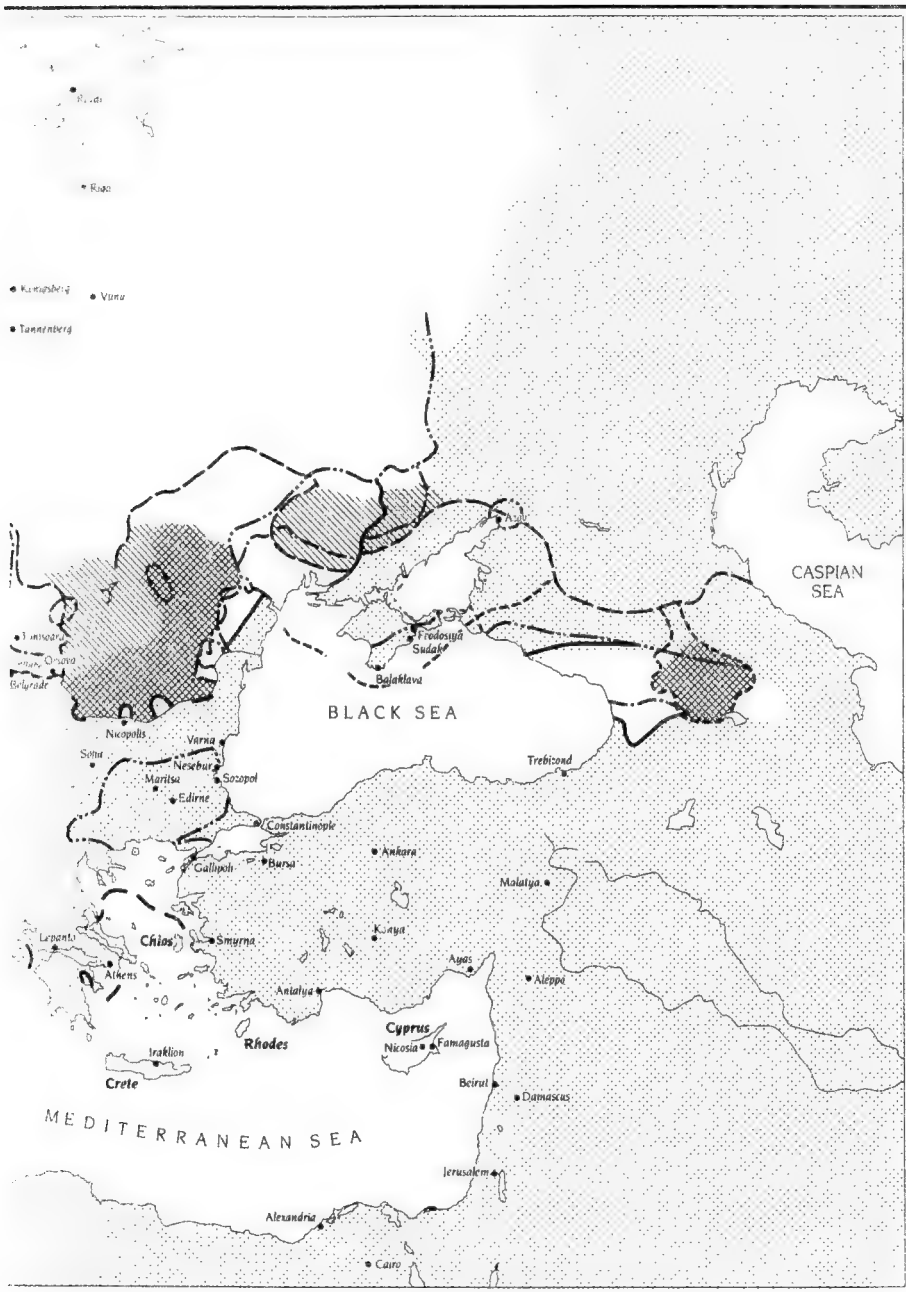 Riga
Königsberg
Tannenberg
Azov
CASPIAN
SEA
Feodosiya
Sudak
Orsova
Belgrade
Balaklava
BLACK SEA
Nicopolis
Varna
Sofia
Nesebur
Trebizond
Maritsa
Sozopol
Edirne
Constantinople
Ankara
Gallipoli
Bursa
Malatya
Chios
Lepanto
Smyrna
Konya
Athens
Ayas
Aleppo
Antalya
Cyprus
Rhodes
Nicosia
Famagusta
Iraklion
Crete
Beirut
Damascus
MEDITERRANEAN SEA
Jerusalem
Alexandria
Cairo